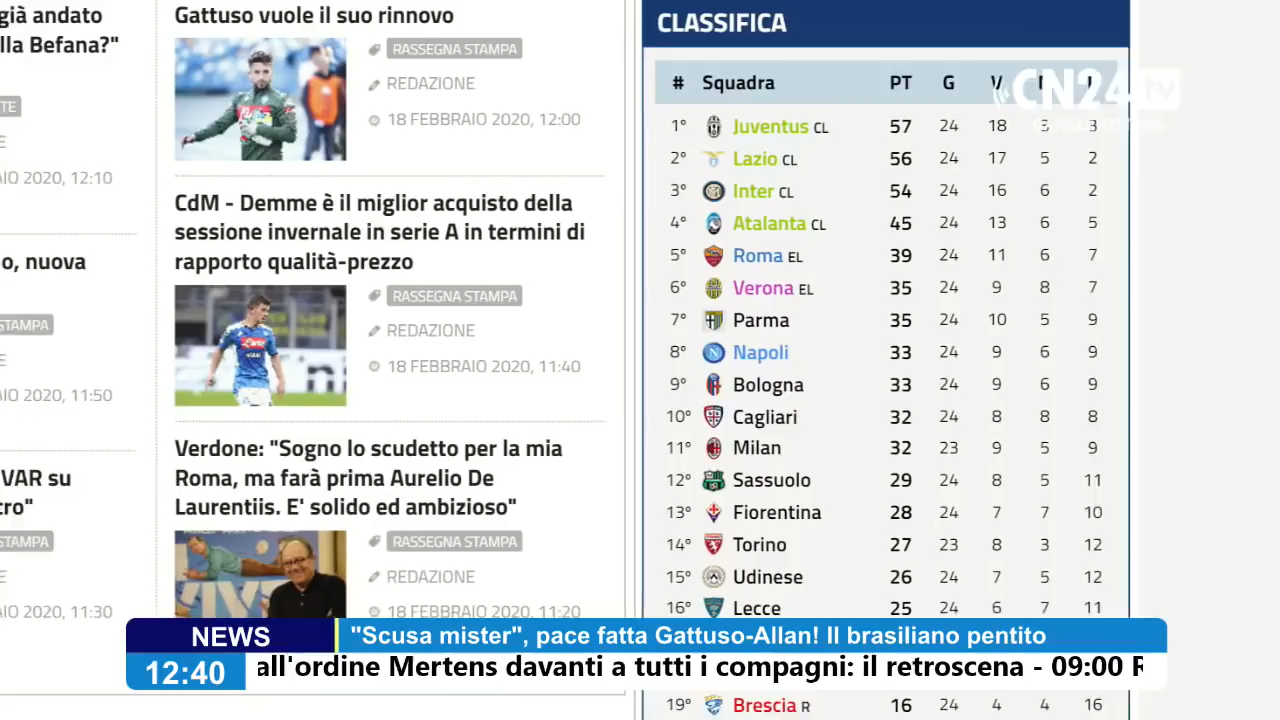 già andato
lla Befana?"
TE
E
AIO 2020, 12:10
o, nuova
STAMPA
E
AIO 2020, 11:50
VAR su
tro"
STAMPA
E
AIO 2020, 11:30
Gattuso vuole il suo rinnovo
RASSEGNA STAMPA
REDAZIONE
18 FEBBRAIO 2020, 12:00
CdM - Demme è il miglior acquisto della
sessione invernale in serie A in termini di
rapporto qualità-prezzo
RASSEGNA STAMPA
REDAZIONE
18 FEBBRAIO 2020, 11:40
Verdone: "Sogno lo scudetto per la mia
Roma, ma farà prima Aurelio De
Laurentiis. E' solido ed ambizioso"
RASSEGNA STAMPA
REDAZIONE
18 FEBBRAIO 2020, 11:20
CLASSIFICA
# Squadra PT G V
CN24.tv
1° Juventus CL 57 24 18 3 3
2° Lazio CL 56 24 17 5 2
3° Inter CL 54 24 16 6 2
4° Atalanta CL 45 24 13 6 5
5° Roma EL 39 24 11 6 7
6° Verona EL 35 24 9 8 7
7° Parma 35 24 10 5 9
8° Napoli 33 24 9 6 9
9° Bologna 33 24 9 6 9
10° Cagliari 32 24 8 8 8
11° Milan 32 23 9 5 9
12° Sassuolo 29 24 8 5 11
13° Fiorentina 28 24 7 7 10
14° Torino 27 23 8 3 12
15° Udinese 26 24 7 5 12
16° Lecce 25 24 6 7 11
19° Brescia R 16 24 4 4 16
NEWS
"Scusa mister", pace fatta Gattuso-Allan! Il brasiliano pentito
12:40
all'ordine Mertens davanti a tutti i compagni: il retroscena - 09:00 R